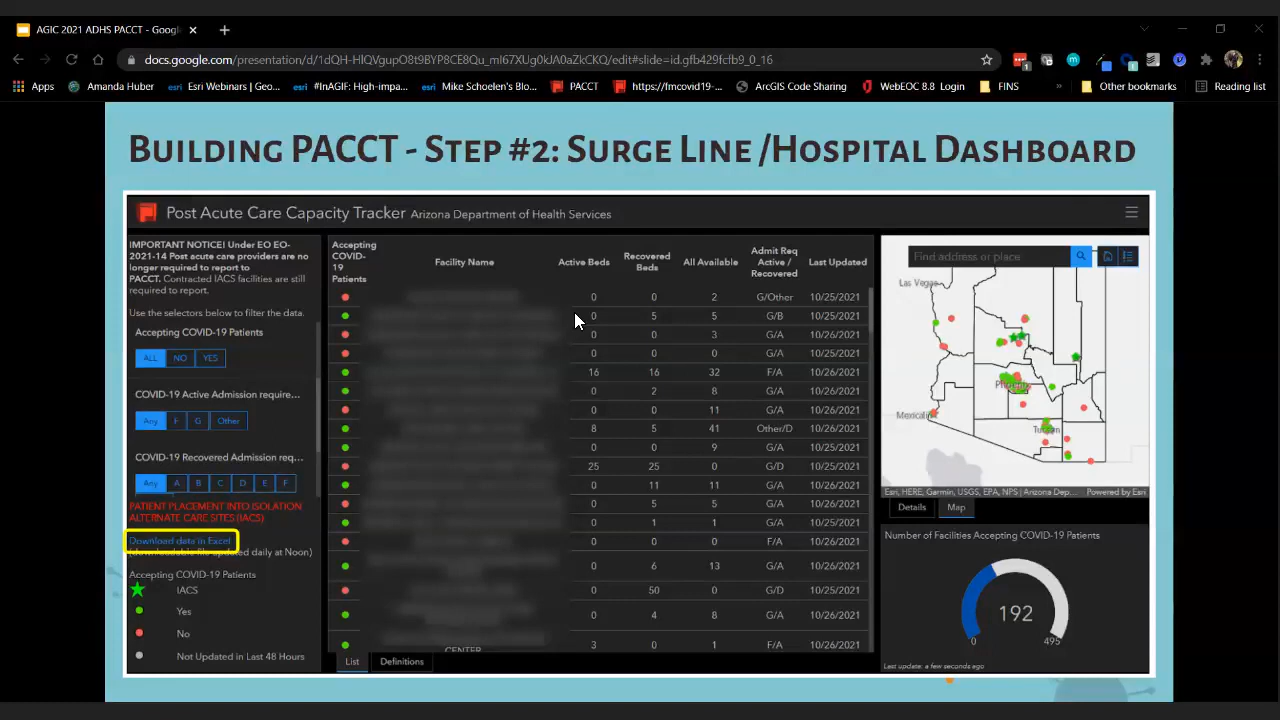 AGIC 2021 ADHS PACCT - Googl
docs.google.com/presentation/d/1dQH-HlQVgupO8t9BYP8CE8Qu_mI67XUg0kJA0aZkCKQ/edit#slide=id.gfb429fcfb9_0_16
Apps Amanda Huber Esri Webinars | Geo... #InAGIF: High-impa... Mike Schoelen's Blo... PACCT https://fmcovid19-... ArcGIS Code Sharing WebEOC 8.8 Login FINS » Other bookmarks Reading list
Building PACCT - Step #2: Surge Line /Hospital Dashboard
Post Acute Care Capacity Tracker Arizona Department of Health Services
IMPORTANT NOTICE! Under EO EO-
2021-14 Post acute care providers are no
longer required to report to
PACCT. Contracted IACS facilities are still
required to report.
Use the selectors below to filter the data.
Accepting COVID-19 Patients
ALL NO YES
COVID-19 Active Admission require...
Any F G Other
COVID-19 Recovered Admission req...
Any A B C D E F
PATIENT PLACEMENT INTO ISOLATION
ALTERNATE CARE SITES (IACS)
Download data in Excel
(downloadable file updated daily at Noon)
Accepting COVID-19 Patients
IACS
Yes
No
Not Updated in Last 48 Hours
Accepting COVID-19 Patients Facility Name Active Beds Recovered Beds All Available Admit Req Active / Recovered Last Updated
0 0 2 G/Other 10/25/2021
0 5 5 G/B 10/25/2021
0 0 3 G/A 10/26/2021
0 0 0 G/A 10/25/2021
16 16 32 F/A 10/26/2021
0 2 8 G/A 10/26/2021
0 0 11 G/A 10/26/2021
8 5 41 Other/D 10/26/2021
0 0 9 G/A 10/26/2021
25 25 0 G/D 10/25/2021
0 11 11 G/A 10/26/2021
0 5 5 G/A 10/25/2021
0 1 1 G/A 10/25/2021
0 0 0 F/A 10/26/2021
0 6 13 G/A 10/26/2021
0 50 0 G/D 10/25/2021
0 4 8 G/A 10/26/2021
CENTER 3 0 1 F/A 10/26/2021
List Definitions
Find address or place
Las Vegas
Phoenix
Mexicali
Tucson
Esri, HERE, Garmin, USGS, EPA, NPS | Arizona Dep... Powered by Esri
Details Map
Number of Facilities Accepting COVID-19 Patients
192
0 495
Last update: a few seconds ago